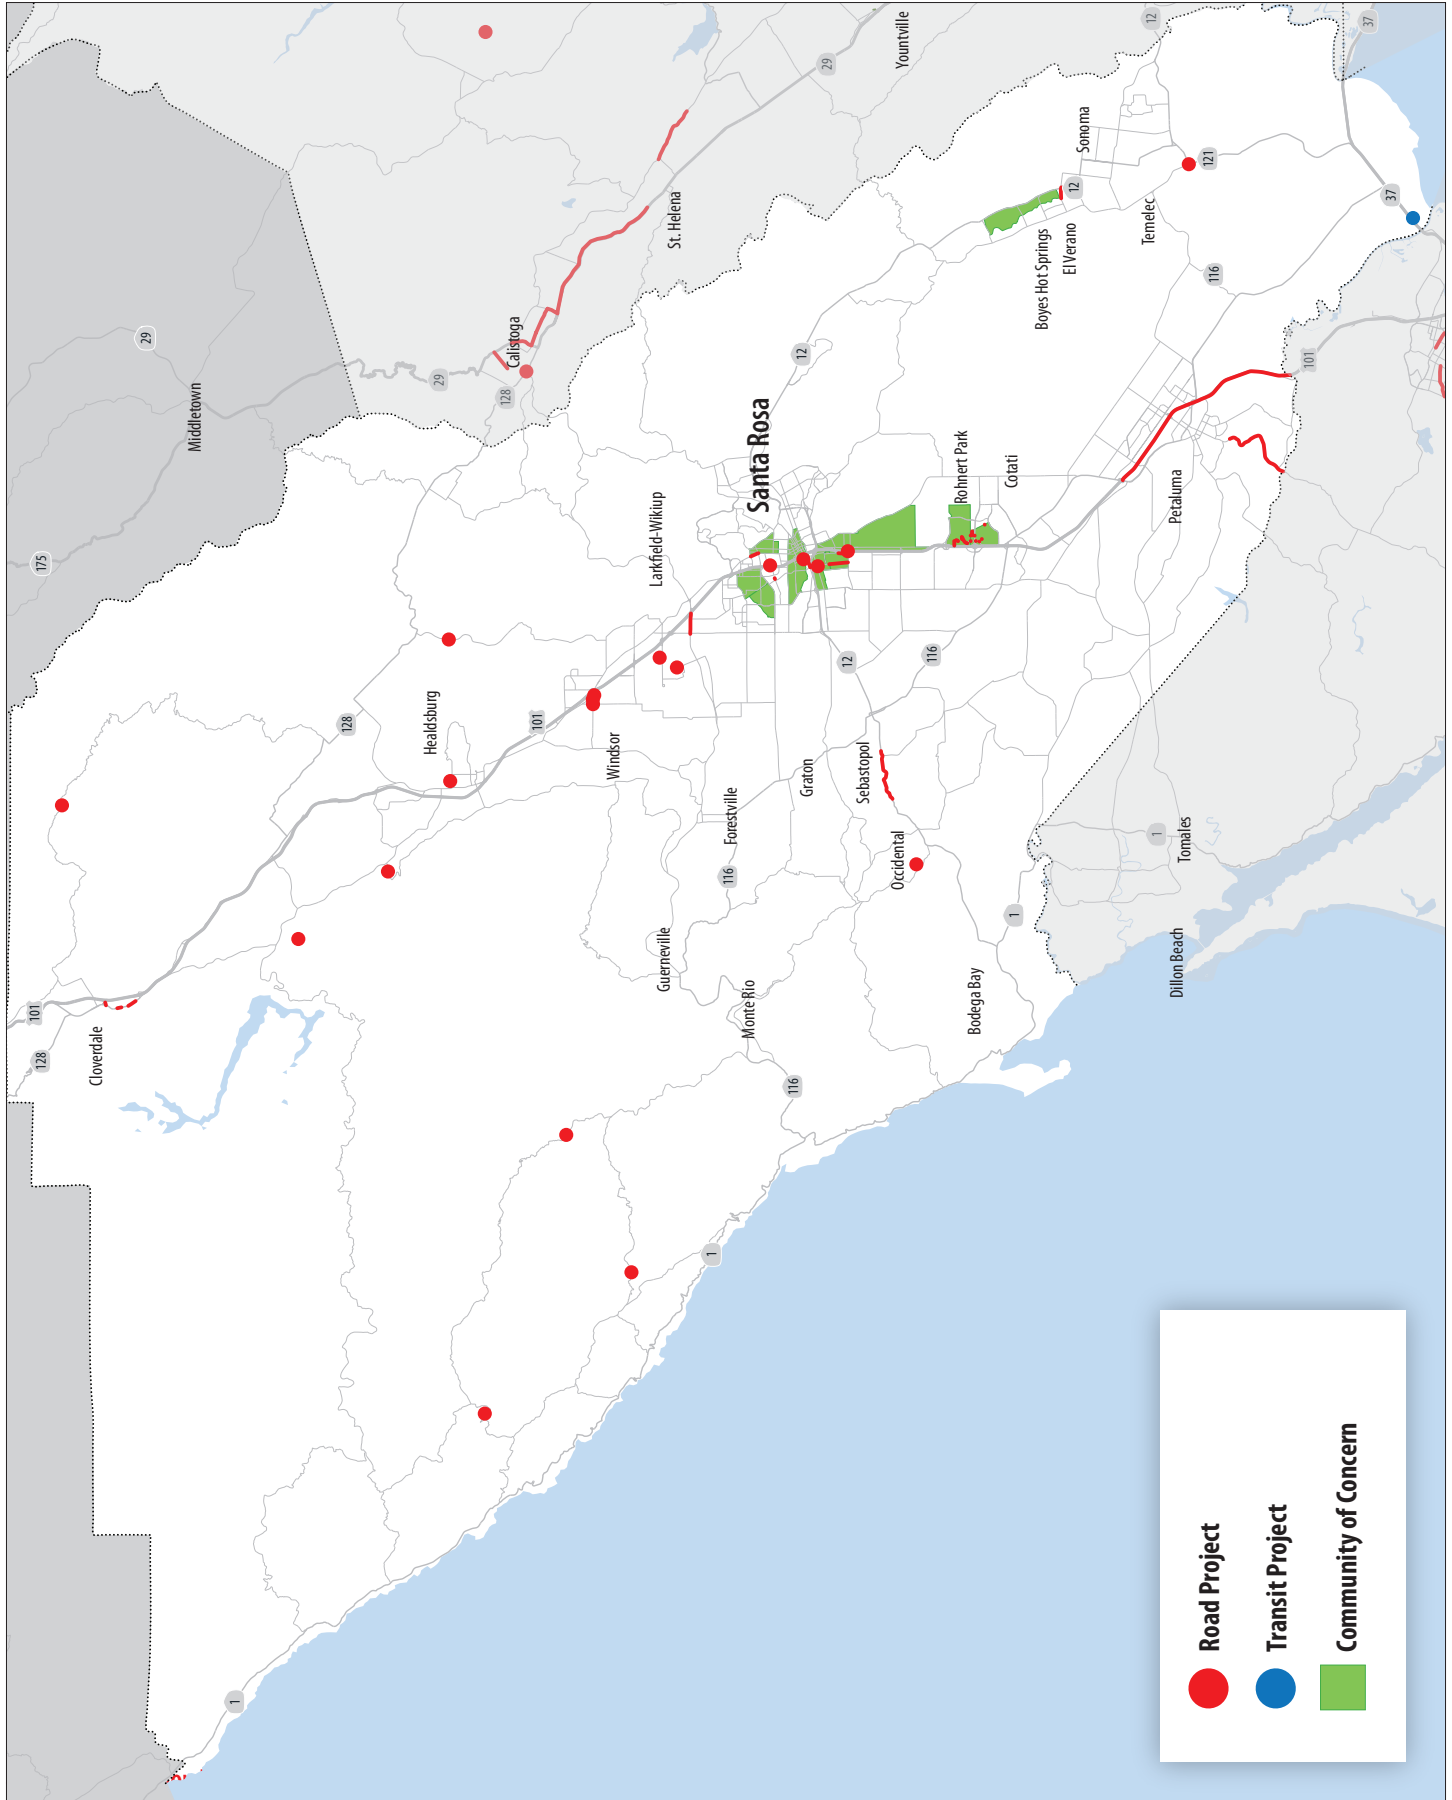 101
128
Cloverdale
175
29
Middletown
128
Healdsburg
29
128
Calistoga
101
Windsor
Larkfield-Wikiup
St. Helena
Guerneville
116
Forestville
Monte Rio
116
Graton
Santa Rosa
12
29
Yountville
Sebastopol
12
Occidental
116
Rohnert Park
Cotati
1
Bodega Bay
1
Boyes Hot Springs
El Verano
12
Sonoma
12
Temelec
121
116
Petaluma
37
37
101
1
Tomales
Dillon Beach
1
Road Project
Transit Project
Community of Concern